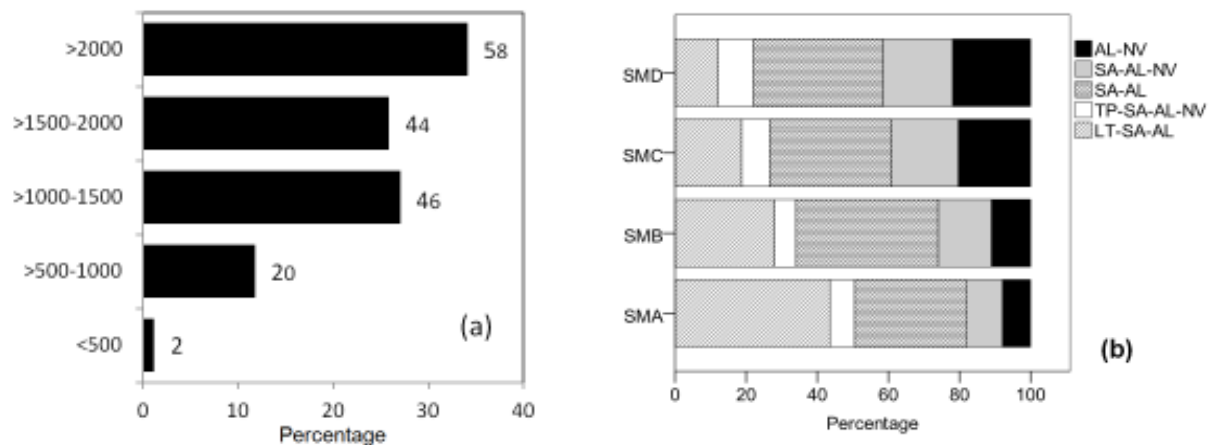 >2000
58
>1500-2000
44
>1000-1500
46
>500-1000
20
<500
2
(a)
0 10 20 30 40
Percentage
SMD
SMC
SMB
SMA
0 20 40 60 80 100
Percentage
AL-NV
SA-AL-NV
SA-AL
TP-SA-AL-NV
LT-SA-AL
(b)